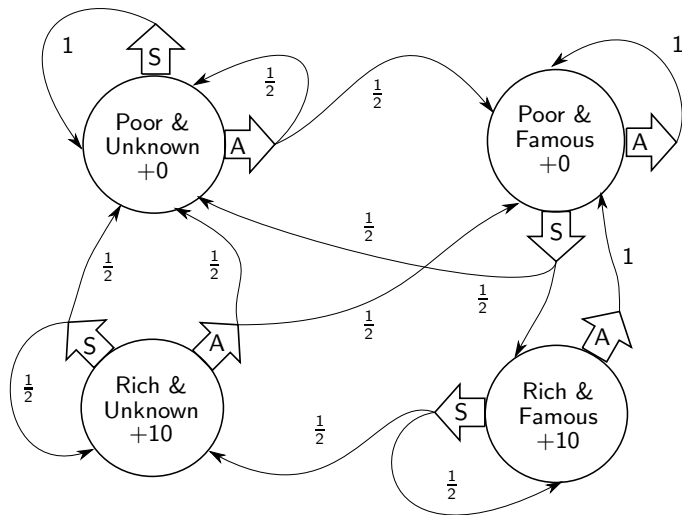 1
S
1/2
1/2
1
Poor &
Unknown
+0
A
Poor &
Famous
+0
A
1/2
S
1/2
1/2
1/2
1
1/2
S
A
A
1/2
Rich &
Unknown
+10
Rich &
Famous
+10
S
1/2
1/2